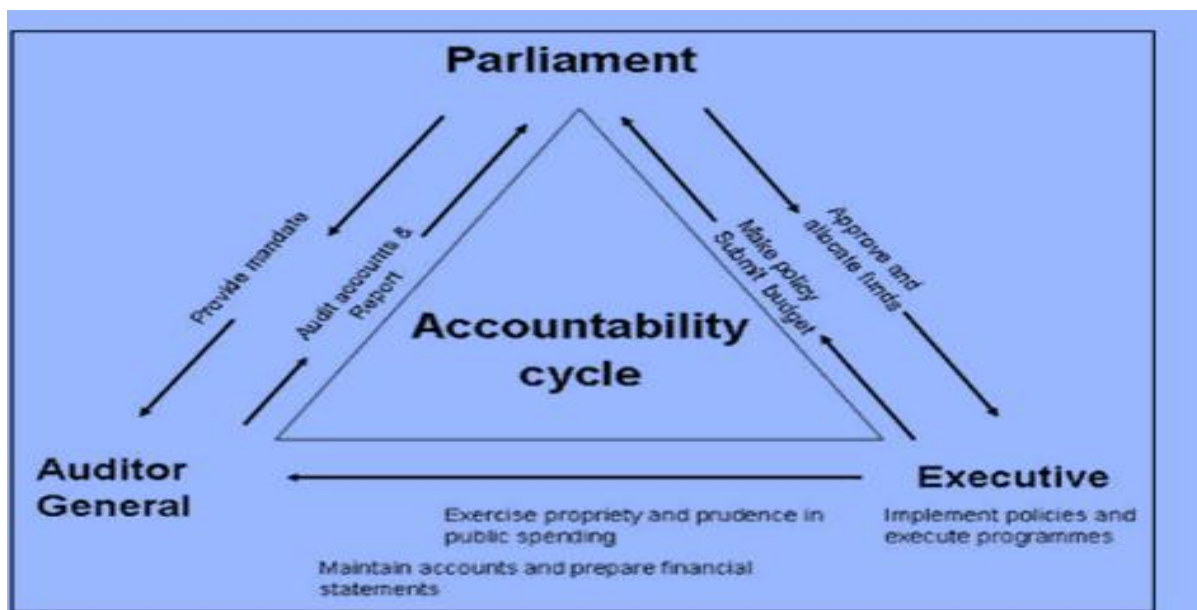 Parliament
Provide mandate
Audit accounts &
Report
Make policy
Submit budget
Approve and
allocate funds
Accountability
cycle
Auditor
General
Executive
Exercise propriety and prudence in
public spending
Implement policies and
execute programmes
Maintain accounts and prepare financial
statements